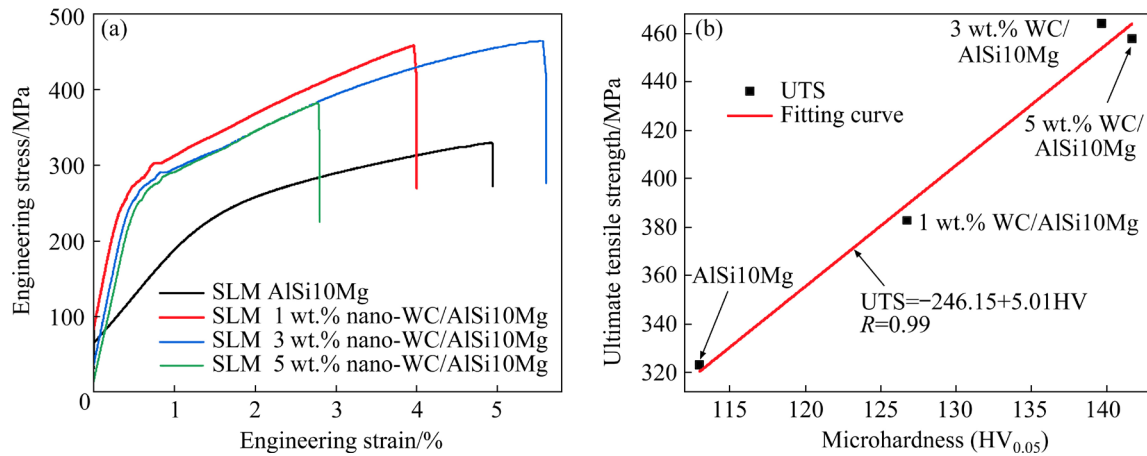 (a)
500
400
300
200
100
0
1
2
3
4
5
Engineering stress/MPa
Engineering strain/%
SLM AlSi10Mg
SLM 1 wt.% nano-WC/AlSi10Mg
SLM 3 wt.% nano-WC/AlSi10Mg
SLM 5 wt.% nano-WC/AlSi10Mg
(b)
460
440
420
400
460
380
360
340
320
115
120
125
130
135
140
Ultimate tensile strength/MPa
Microhardness (HV0.05)
3 wt.% WC/
AlSi10Mg
UTS
Fitting curve
5 wt.% WC/
AlSi10Mg
1 wt.% WC/AlSi10Mg
AlSi10Mg
UTS=−246.15+5.01HV
R=0.99